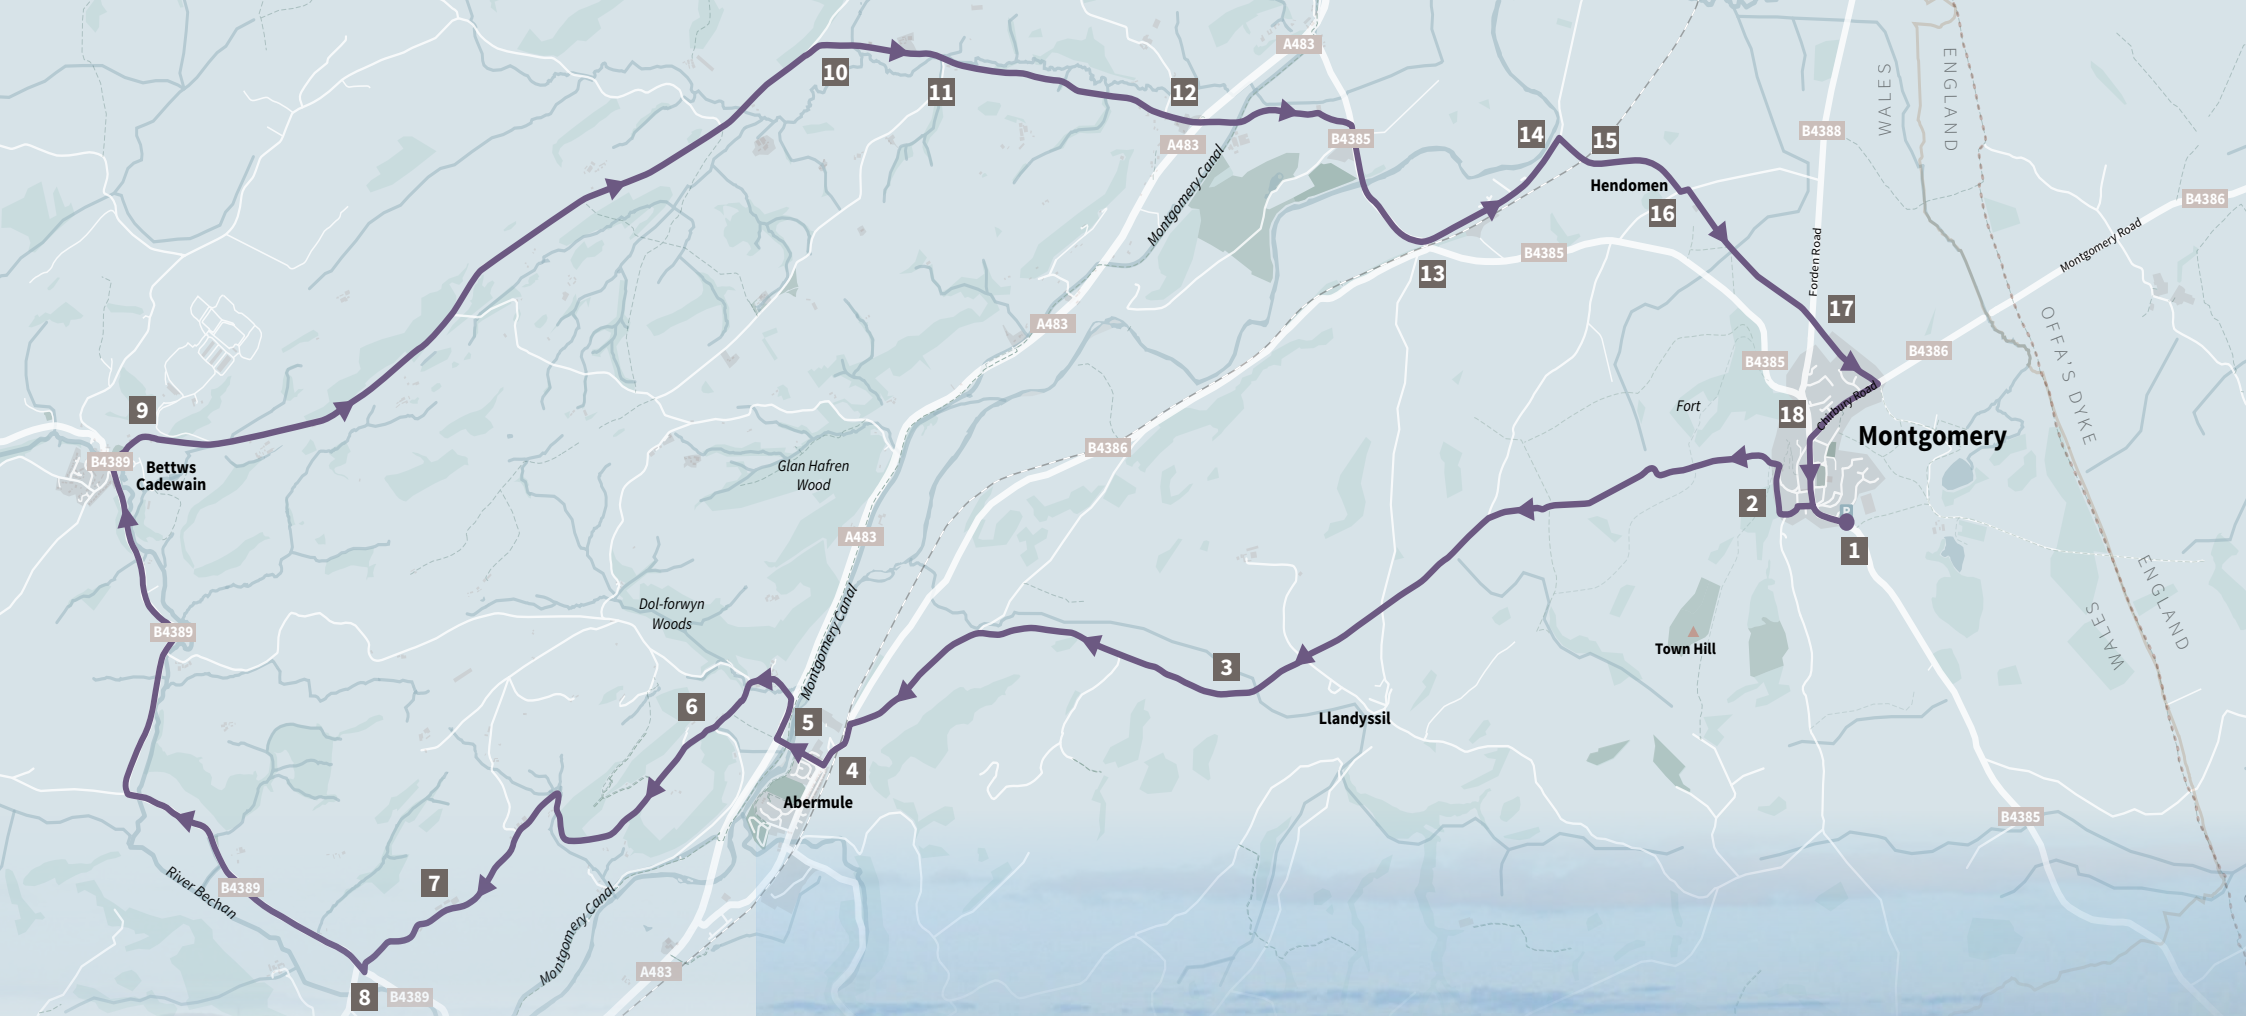 A483
10
11
12
A483
B4385
14
15
Hendomen
16
B4388
WALES
ENGLAND
B4386
Montgomery Road
Forden Road
Montgomery Canal
13
B4385
A483
17
B4385
B4386
OFFA'S DYKE
9
B4389
Bettws
Cadewain
Glan Hafren
Wood
B4386
Fort
18
Chirbury Road
Montgomery
A483
2
P
1
ENGLAND
WALES
B4389
Dol-forwyn
Woods
Montgomery Canal
3
Town Hill
Llandyssil
6
5
4
Abermule
B4385
7
River Bechan
B4389
Montgomery Canal
A483
8
B4389